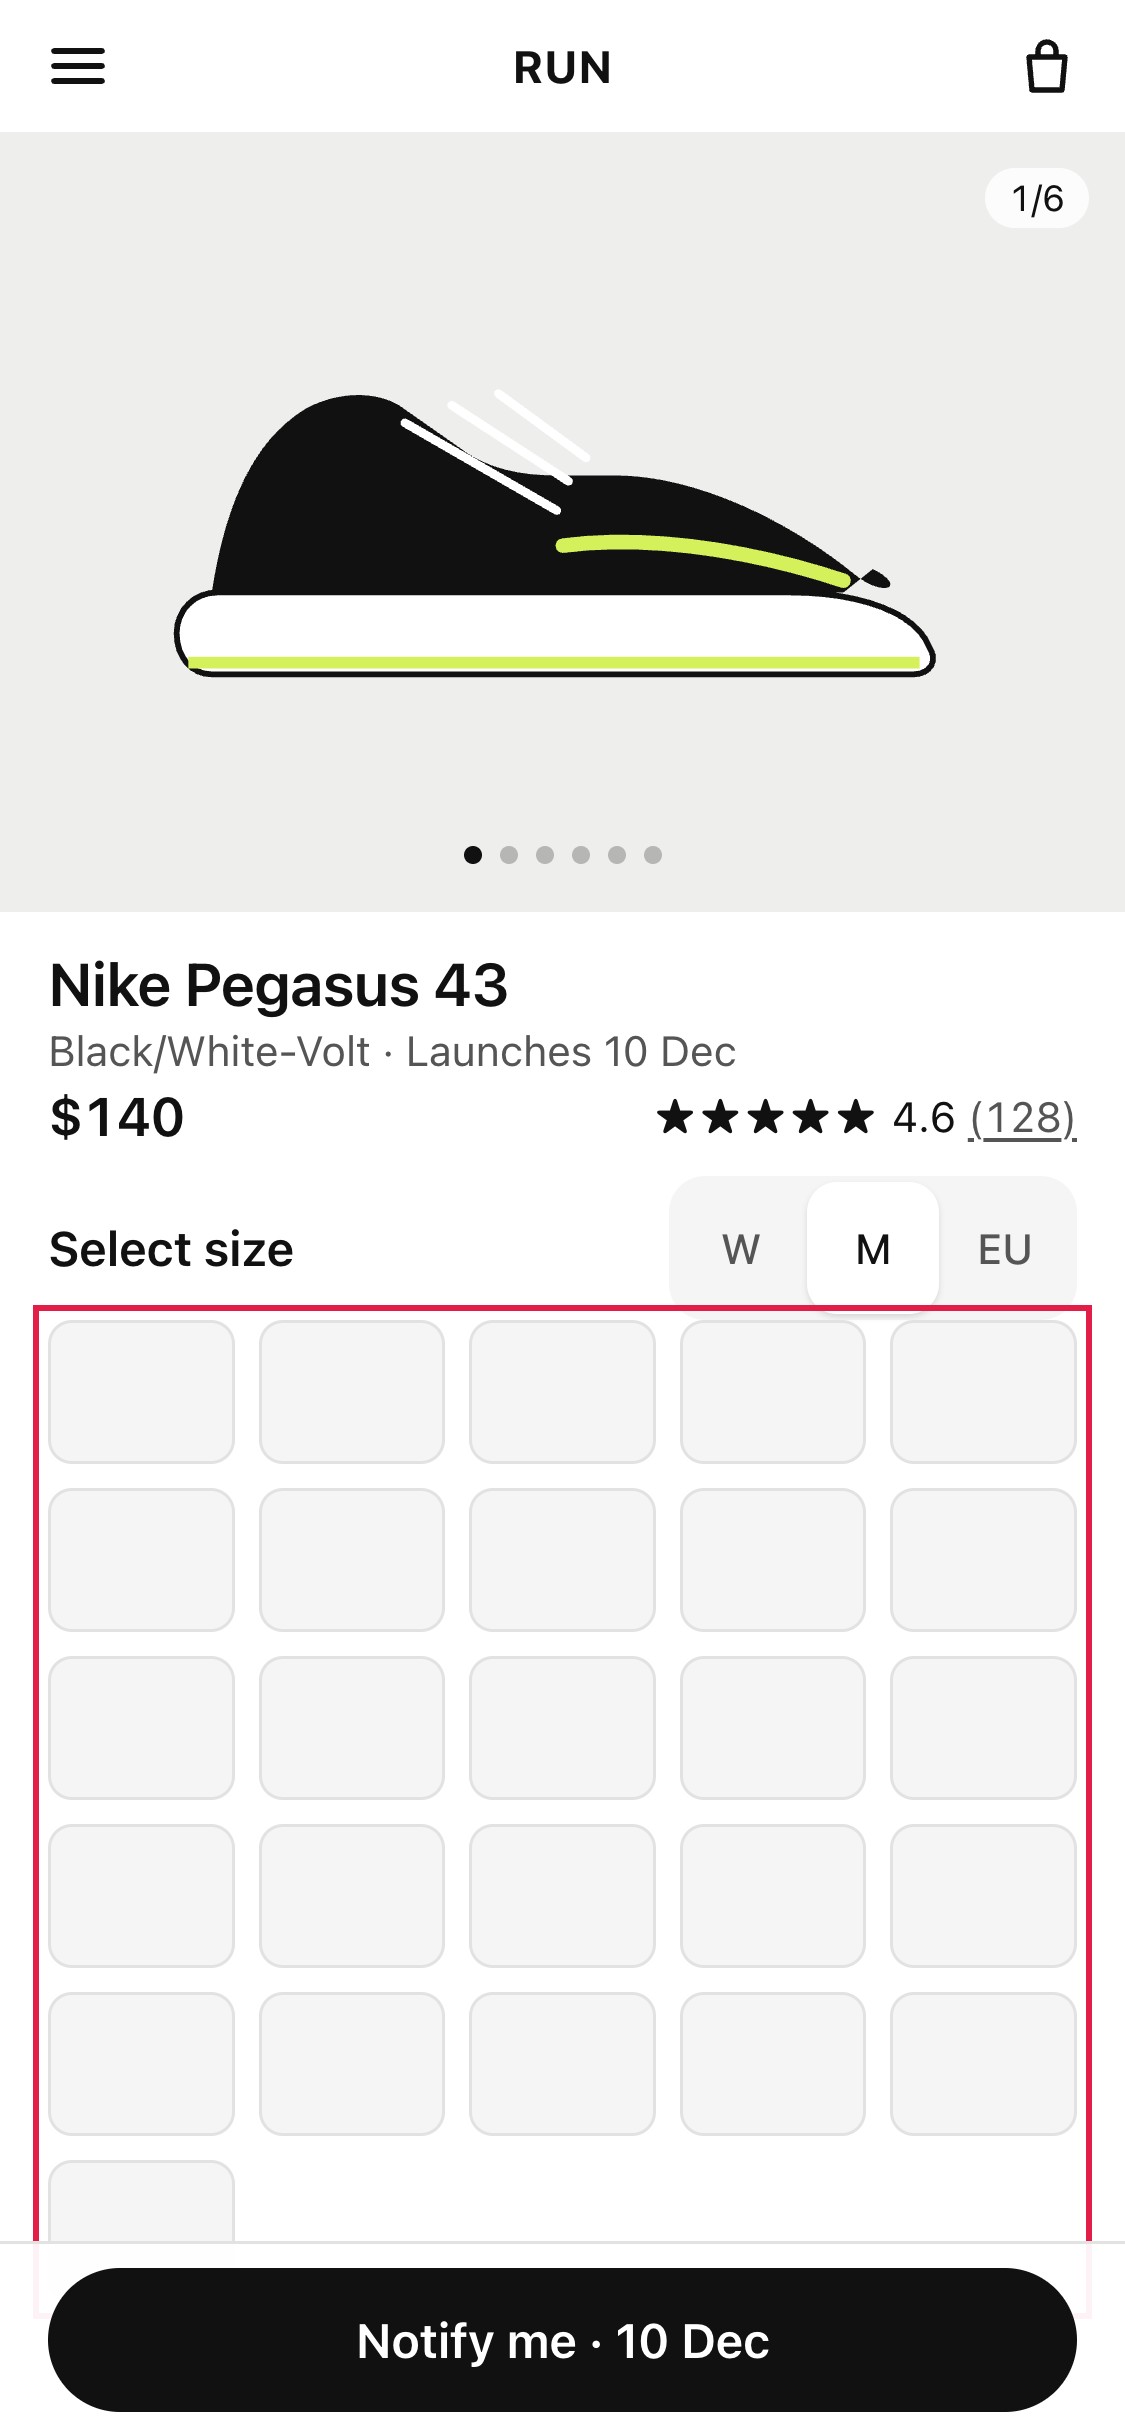 RUN
1/6
Nike Pegasus 43
Black/White-Volt · Launches 10 Dec
$140
★★★★★ 4.6 (128)
Select size
W M EU
Notify me · 10 Dec